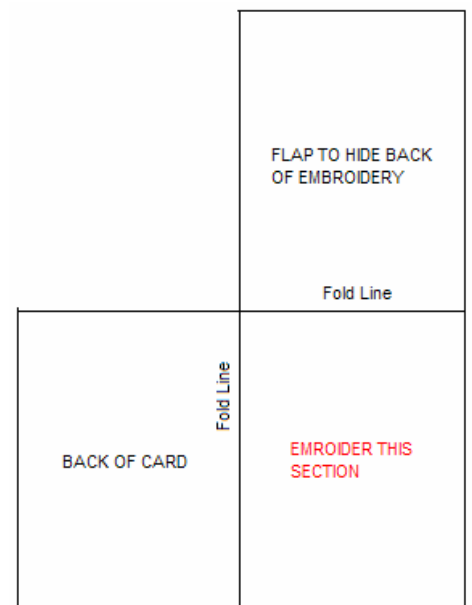 FLAP TO HIDE BACK
OF EMBROIDERY
Fold Line
Fold Line
BACK OF CARD
EMROIDER THIS
SECTION